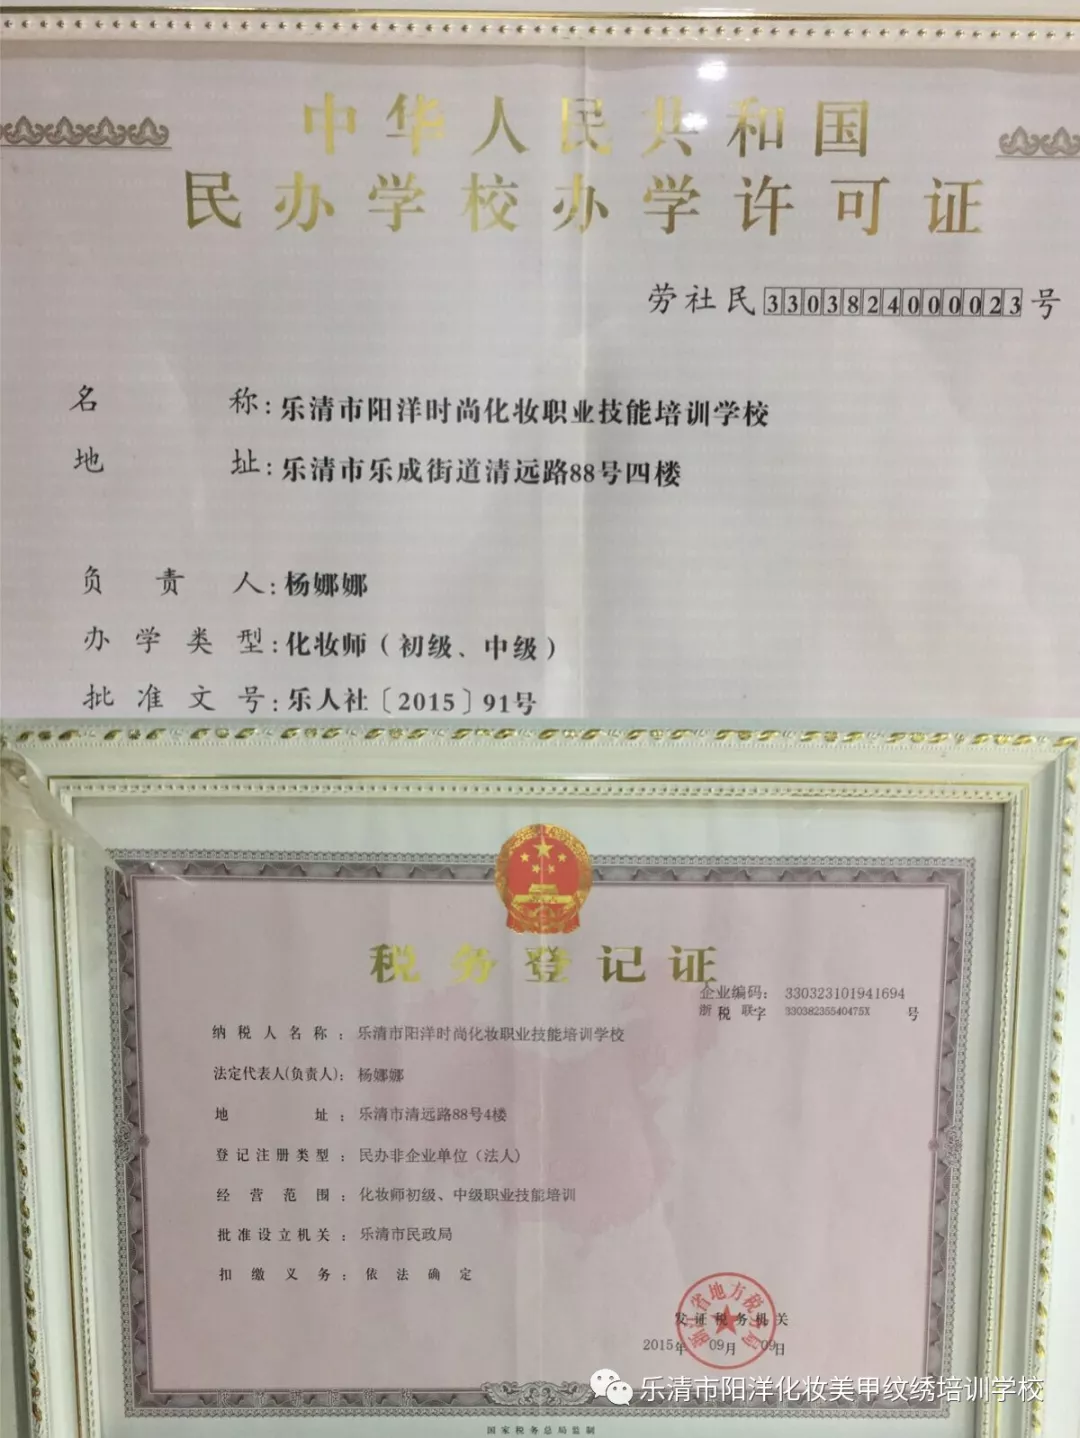 中华人民共和国
民办学校办学许可证
劳社民3303824000023号
名称：乐清市阳洋时尚化妆职业技能培训学校
地址：乐清市乐成街道清远路88号四楼
负责人：杨娜娜
办学类型：化妆师（初级、中级）
批准文号：乐人社〔2015〕91号
税务登记证
企业编码： 330323101941694
浙税联字 33038235540475X 号
纳税人名称：乐清市阳洋时尚化妆职业技能培训学校
法定代表人(负责人)：杨娜娜
地址：乐清市清远路88号4楼
登记注册类型：民办非企业单位（法人）
经营范围：化妆师初级、中级职业技能培训
批准设立机关：乐清市民政局
扣缴义务：依法确定
发证税务机关
2015年09月09日
乐清市阳洋化妆美甲纹绣培训学校
国家税务总局监制